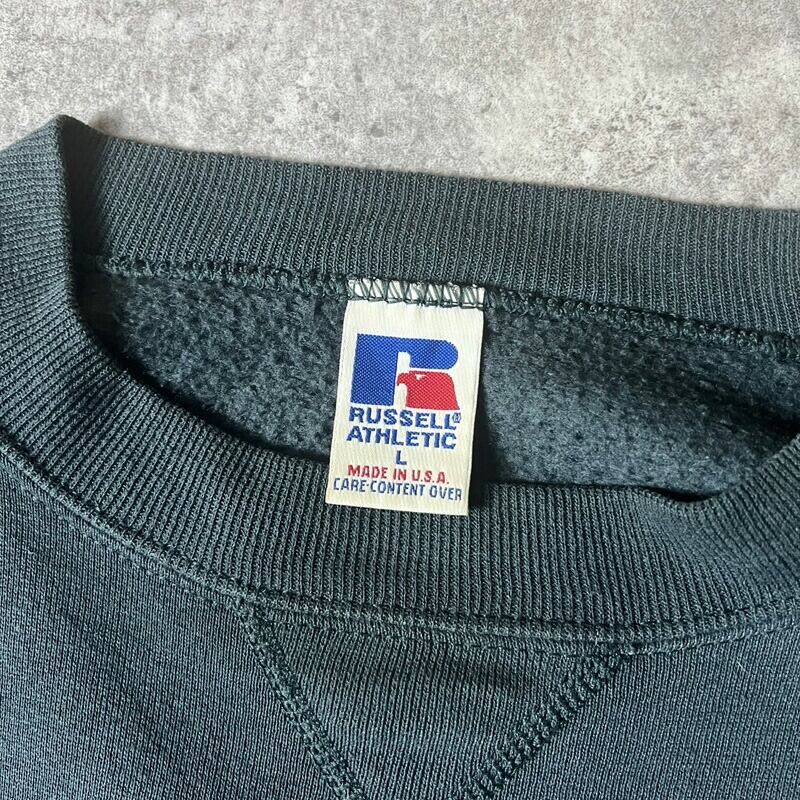 R
RUSSELL®
ATHLETIC
L
MADE IN U.S.A.
CARE-CONTENT OVER